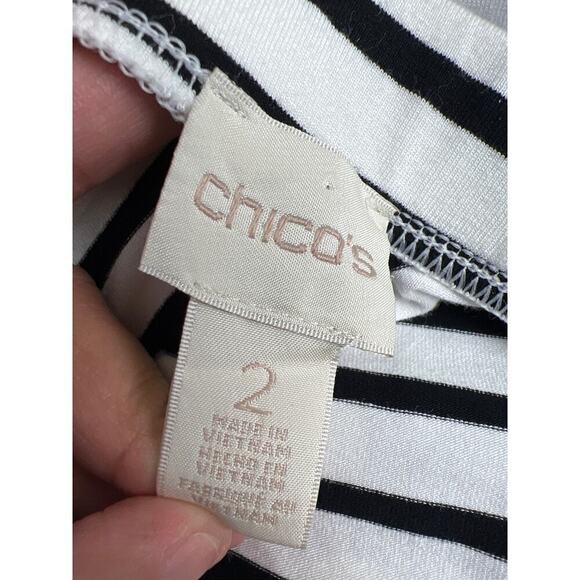 chico's
2
MADE IN
VIETNAM
HECHO EN
VIETNAM
FABRIQUÉ AU
VIETNAM